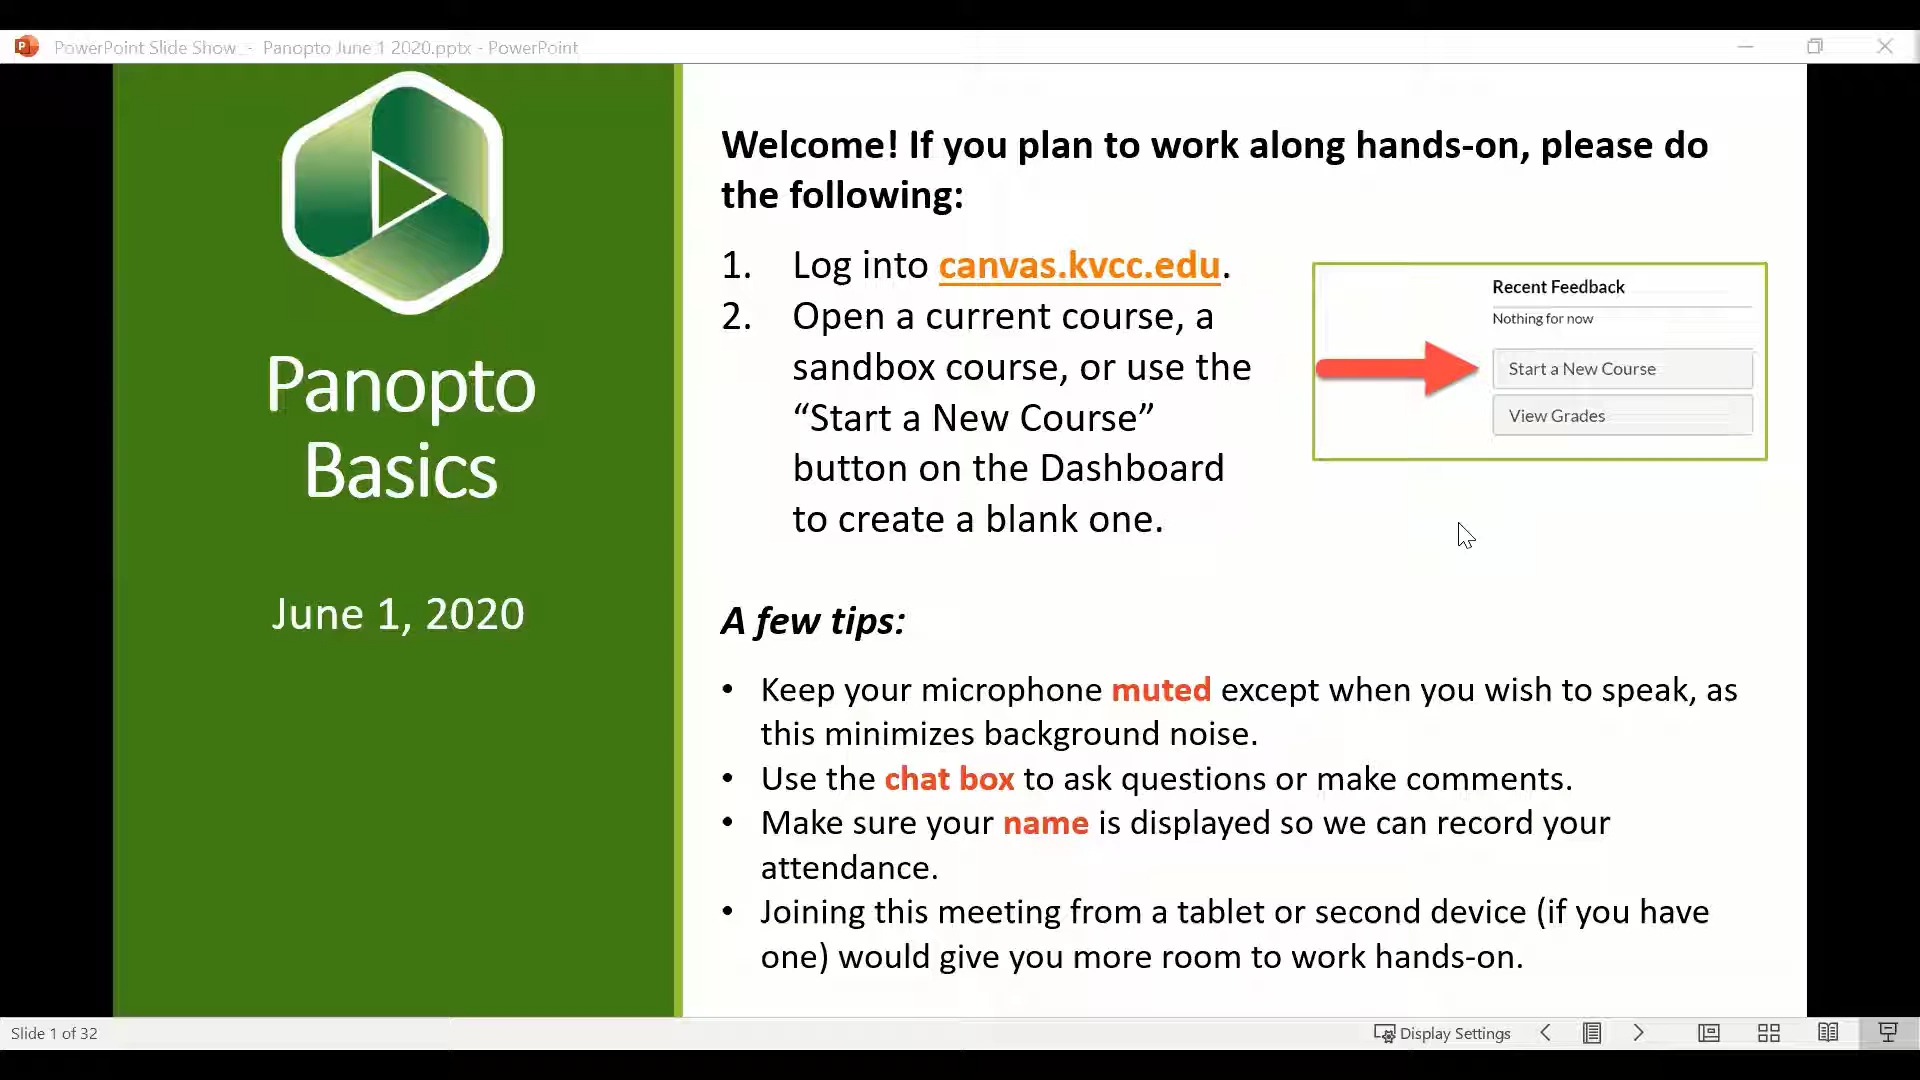 PowerPoint Slide Show - Panopto June 1 2020.pptx - PowerPoint
Panopto
Basics
June 1, 2020
Welcome! If you plan to work along hands-on, please do
the following:
1. Log into canvas.kvcc.edu.
2. Open a current course, a
sandbox course, or use the
“Start a New Course”
button on the Dashboard
to create a blank one.
Recent Feedback
Nothing for now
Start a New Course
View Grades
A few tips:
• Keep your microphone muted except when you wish to speak, as
this minimizes background noise.
• Use the chat box to ask questions or make comments.
• Make sure your name is displayed so we can record your
attendance.
• Joining this meeting from a tablet or second device (if you have
one) would give you more room to work hands-on.
Slide 1 of 32
Display Settings